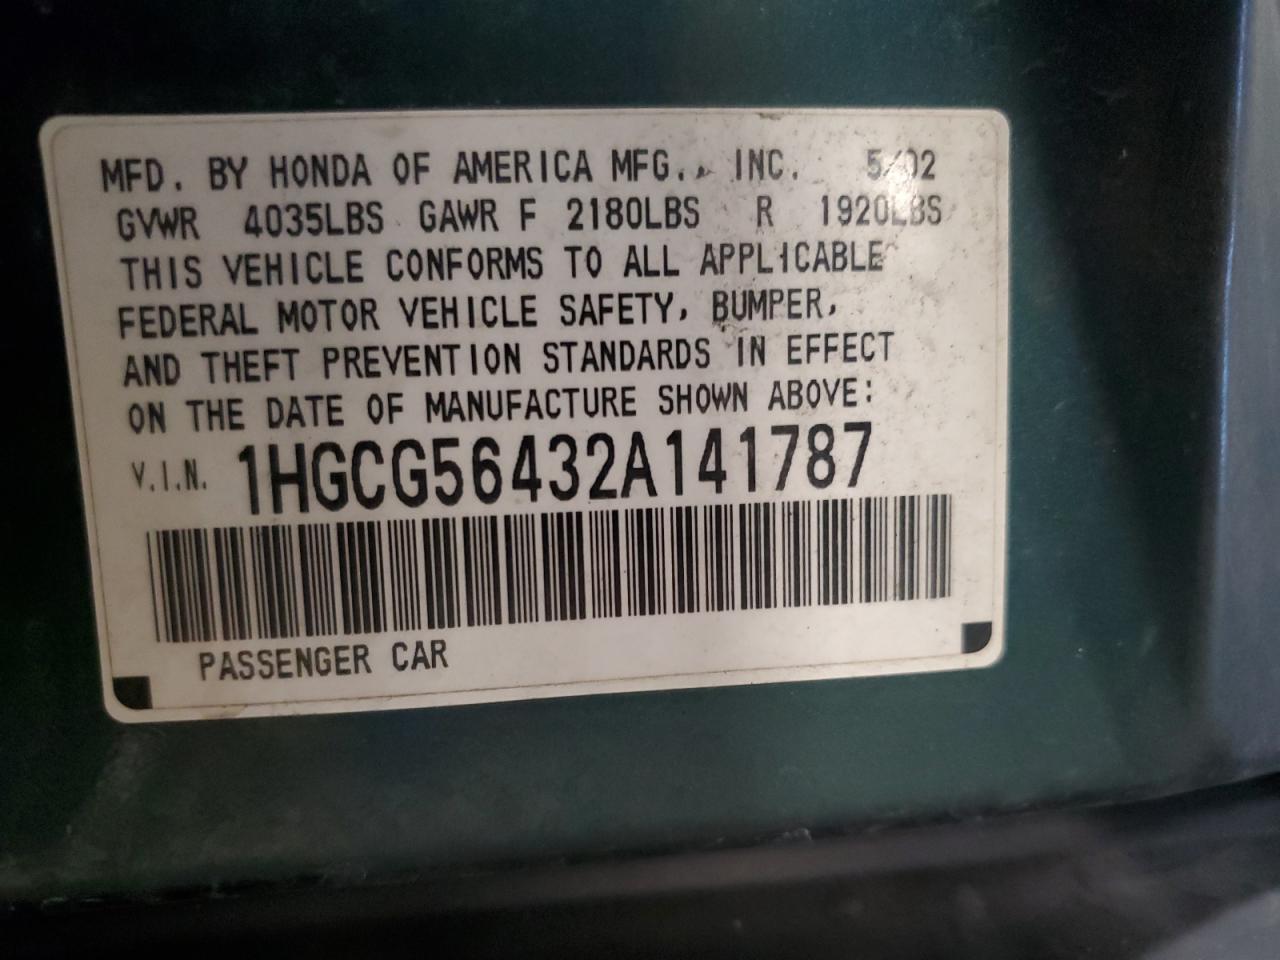 MFD. BY HONDA OF AMERICA MFG., INC. 5/02
GVWR 4035LBS GAWR F 2180LBS R 1920LBS
THIS VEHICLE CONFORMS TO ALL APPLICABLE
FEDERAL MOTOR VEHICLE SAFETY, BUMPER,
AND THEFT PREVENTION STANDARDS IN EFFECT
ON THE DATE OF MANUFACTURE SHOWN ABOVE:
V.I.N. 1HGCG56432A141787
PASSENGER CAR